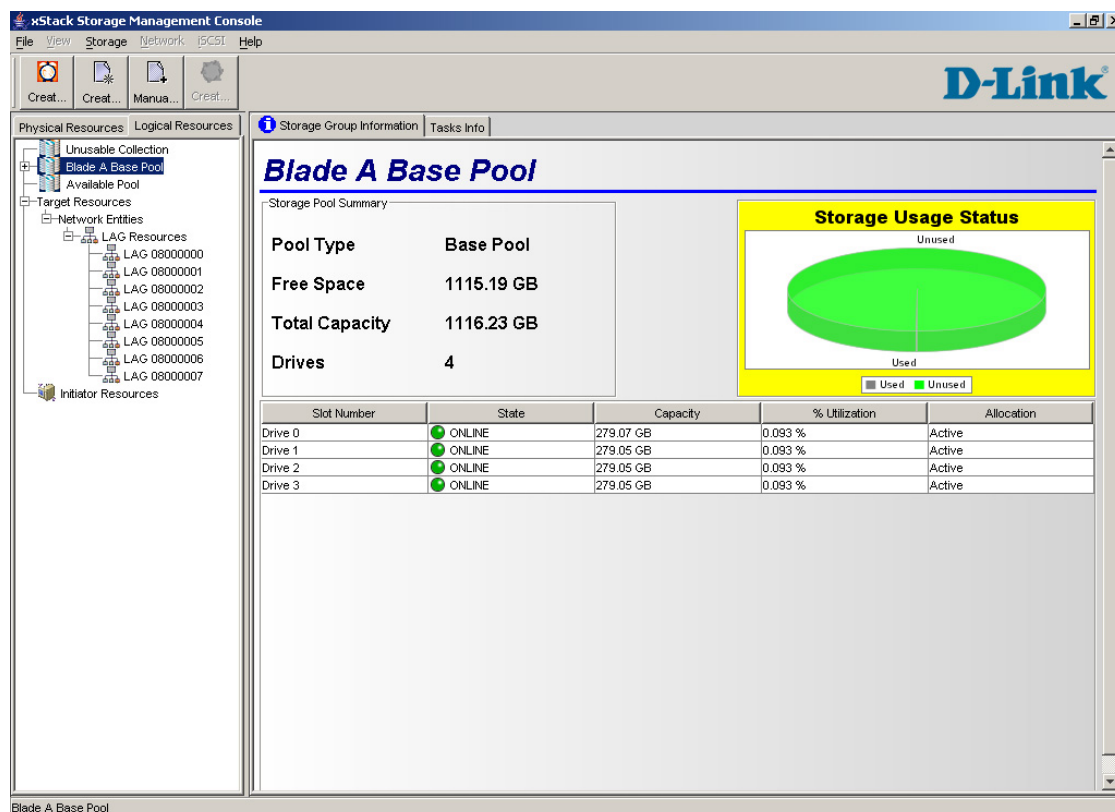 xStack Storage Management Console
File View Storage Network iSCSI Help
Creat... Creat... Manua... Creat...
D-Link
Physical Resources Logical Resources
Unusable Collection
Blade A Base Pool
Available Pool
Target Resources
Network Entities
LAG Resources
LAG 08000000
LAG 08000001
LAG 08000002
LAG 08000003
LAG 08000004
LAG 08000005
LAG 08000006
LAG 08000007
Initiator Resources
Storage Group Information Tasks Info
Blade A Base Pool
Storage Pool Summary
Pool Type Base Pool
Free Space 1115.19 GB
Total Capacity 1116.23 GB
Drives 4
Storage Usage Status
Unused
Used
Used Unused
Slot Number State Capacity % Utilization Allocation
Drive 0 ONLINE 279.07 GB 0.093 % Active
Drive 1 ONLINE 279.05 GB 0.093 % Active
Drive 2 ONLINE 279.05 GB 0.093 % Active
Drive 3 ONLINE 279.05 GB 0.093 % Active
Blade A Base Pool